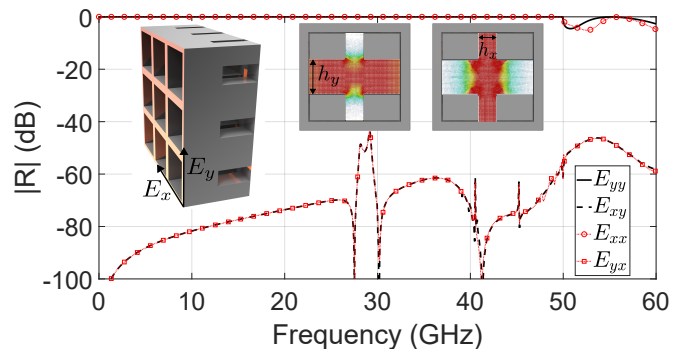 |R| (dB)
0
-20
-40
-60
-80
-100
0
10
20
30
40
50
60
Frequency (GHz)
E_x
E_y
h_y
h_x
E_yy
E_xy
E_xx
E_yx